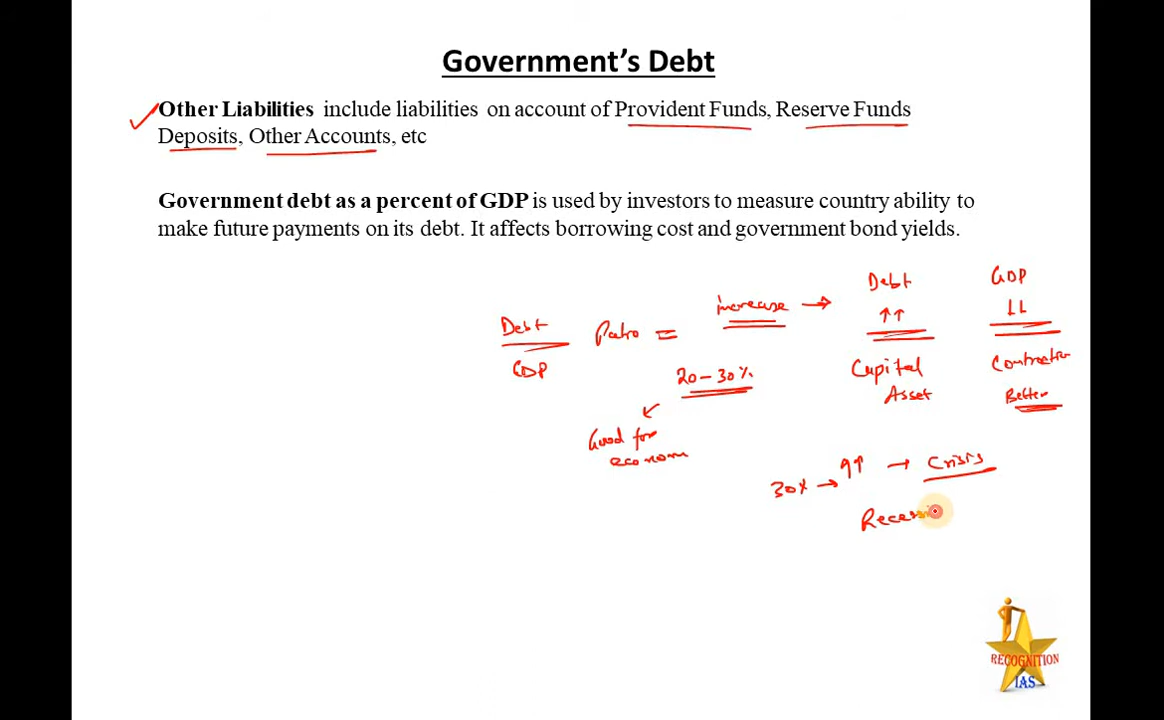 Government's Debt
Other Liabilities include liabilities on account of Provident Funds, Reserve Funds
Deposits, Other Accounts, etc
Government debt as a percent of GDP is used by investors to measure country ability to
make future payments on its debt. It affects borrowing cost and government bond yields.
Debt GDP
increase → ↑↑ ↓↓
Debt Ratio =
GDP 20-30% Capital Contraction
Asset Better
Good for
economy
30% → ↑↑ → Crisis
Recessi
RECOGNITION
IAS